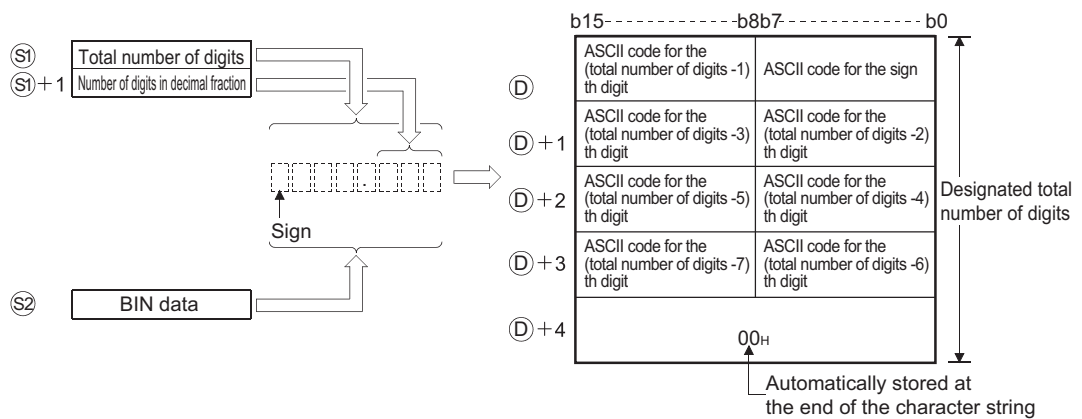 b15 b8b7 b0
S1 Total number of digits
S1+1 Number of digits in decimal fraction
Sign
S2 BIN data
D
ASCII code for the
(total number of digits -1)
th digit
ASCII code for the sign
D+1
ASCII code for the
(total number of digits -3)
th digit
ASCII code for the
(total number of digits -2)
th digit
D+2
ASCII code for the
(total number of digits -5)
th digit
ASCII code for the
(total number of digits -4)
th digit
D+3
ASCII code for the
(total number of digits -7)
th digit
ASCII code for the
(total number of digits -6)
th digit
D+4
00H
Designated total
number of digits
Automatically stored at
the end of the character string